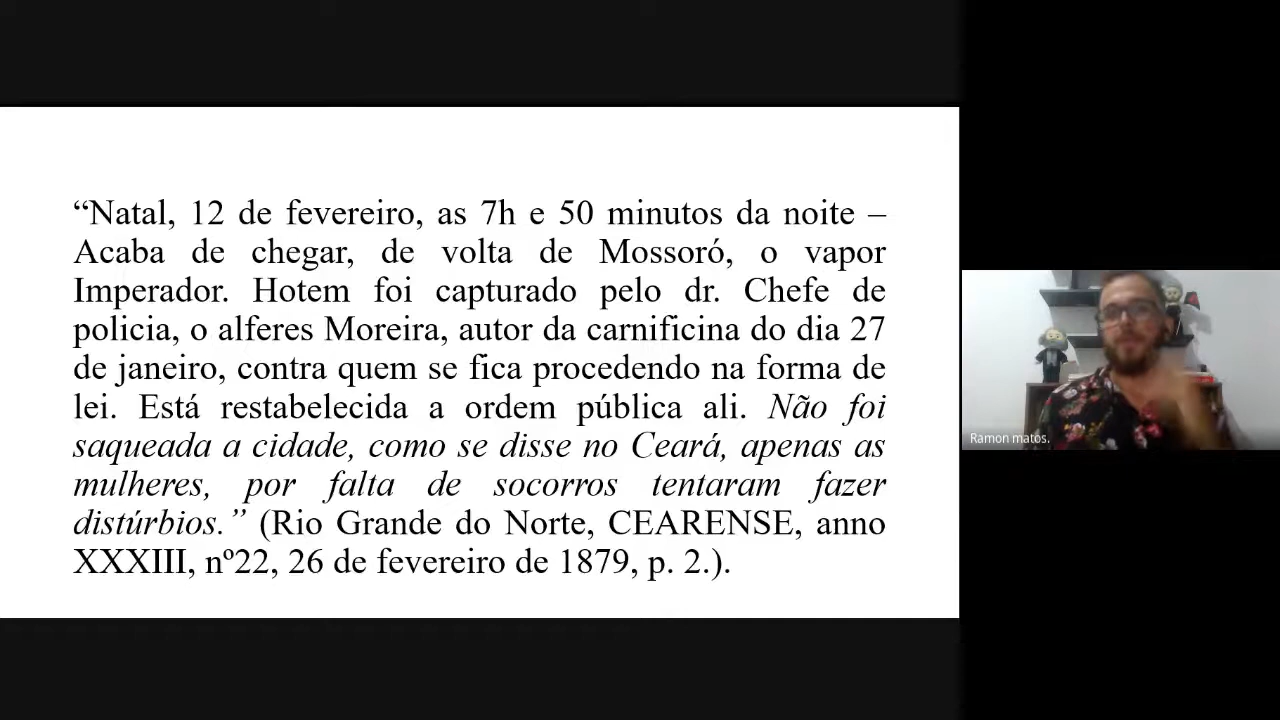 “Natal, 12 de fevereiro, as 7h e 50 minutos da noite –
Acaba de chegar, de volta de Mossoró, o vapor
Imperador. Hotem foi capturado pelo dr. Chefe de
policia, o alferes Moreira, autor da carnificina do dia 27
de janeiro, contra quem se fica procedendo na forma de
lei. Está restabelecida a ordem pública ali. Não foi
saqueada a cidade, como se disse no Ceará, apenas as
mulheres, por falta de socorros tentaram fazer
distúrbios.” (Rio Grande do Norte, CEARENSE, anno
XXXIII, nº22, 26 de fevereiro de 1879, p. 2.).
Ramon matos.